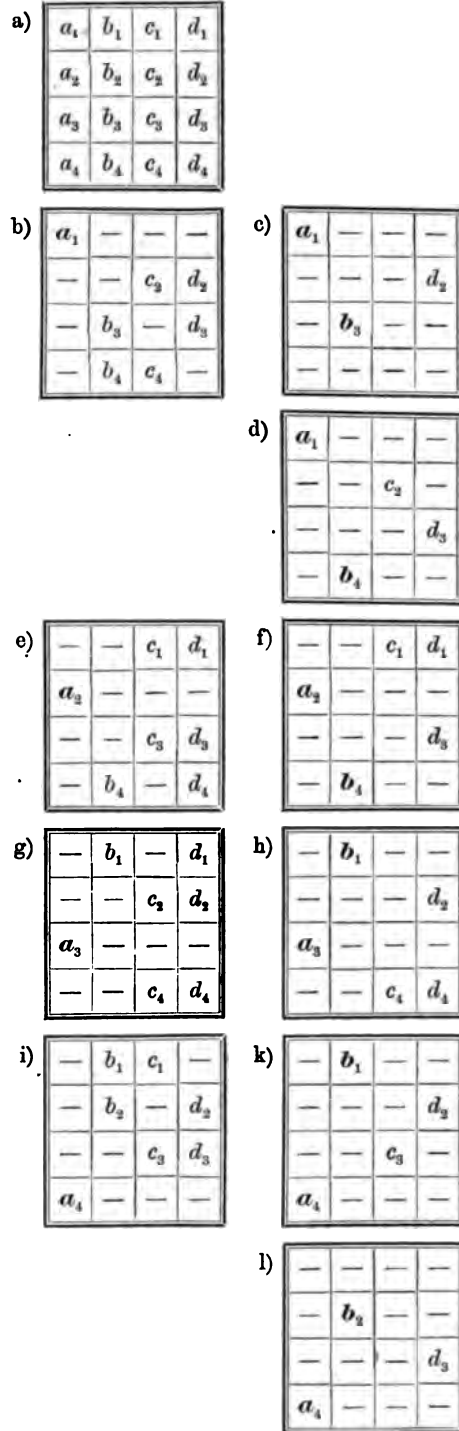 a)
a₁ b₁ c₁ d₁
a₂ b₂ c₂ d₂
a₃ b₃ c₃ d₃
a₄ b₄ c₄ d₄
b)
a₁ — — —
— — c₂ d₂
— b₃ — d₃
— b₄ c₄ —
c)
a₁ — — —
— — — d₂
— b₃ — —
— — — —
d)
a₁ — — —
— — c₂ —
— — — d₃
— b₄ — —
e)
— — c₁ d₁
a₂ — — —
— — c₃ d₃
— b₄ — d₄
f)
— — c₁ d₁
a₂ — — —
— — — d₃
— b₄ — —
g)
— b₁ — d₁
— — c₂ d₂
a₃ — — —
— — c₄ d₄
h)
— b₁ — —
— — — d₂
a₃ — — —
— — c₄ d₄
i)
— b₁ c₁ —
— b₂ — d₂
— — c₃ d₃
a₄ — — —
k)
— b₁ — —
— — — d₂
— — c₃ —
a₄ — — —
l)
— — — —
— b₂ — —
— — — d₃
a₄ — — —